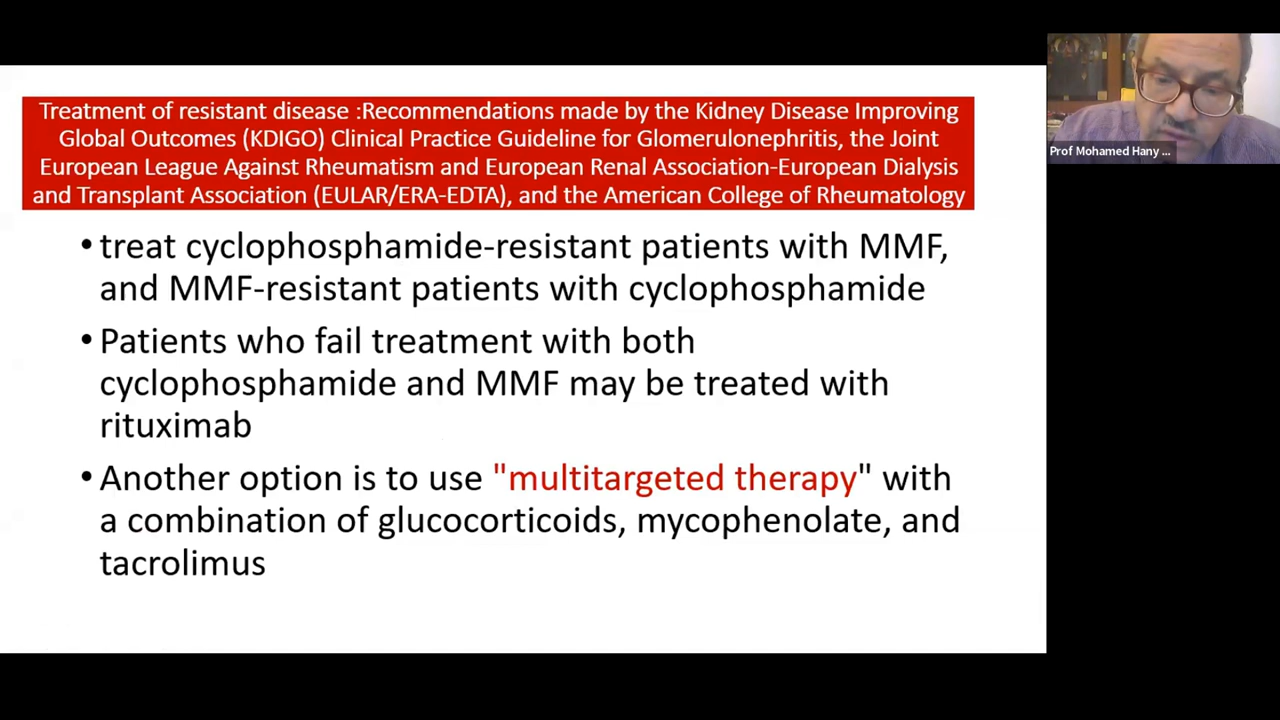 Treatment of resistant disease :Recommendations made by the Kidney Disease Improving
Global Outcomes (KDIGO) Clinical Practice Guideline for Glomerulonephritis, the Joint
European League Against Rheumatism and European Renal Association-European Dialysis
and Transplant Association (EULAR/ERA-EDTA), and the American College of Rheumatology
Prof Mohamed Hany ...
•treat cyclophosphamide-resistant patients with MMF,
and MMF-resistant patients with cyclophosphamide
•Patients who fail treatment with both
cyclophosphamide and MMF may be treated with
rituximab
•Another option is to use "multitargeted therapy" with
a combination of glucocorticoids, mycophenolate, and
tacrolimus